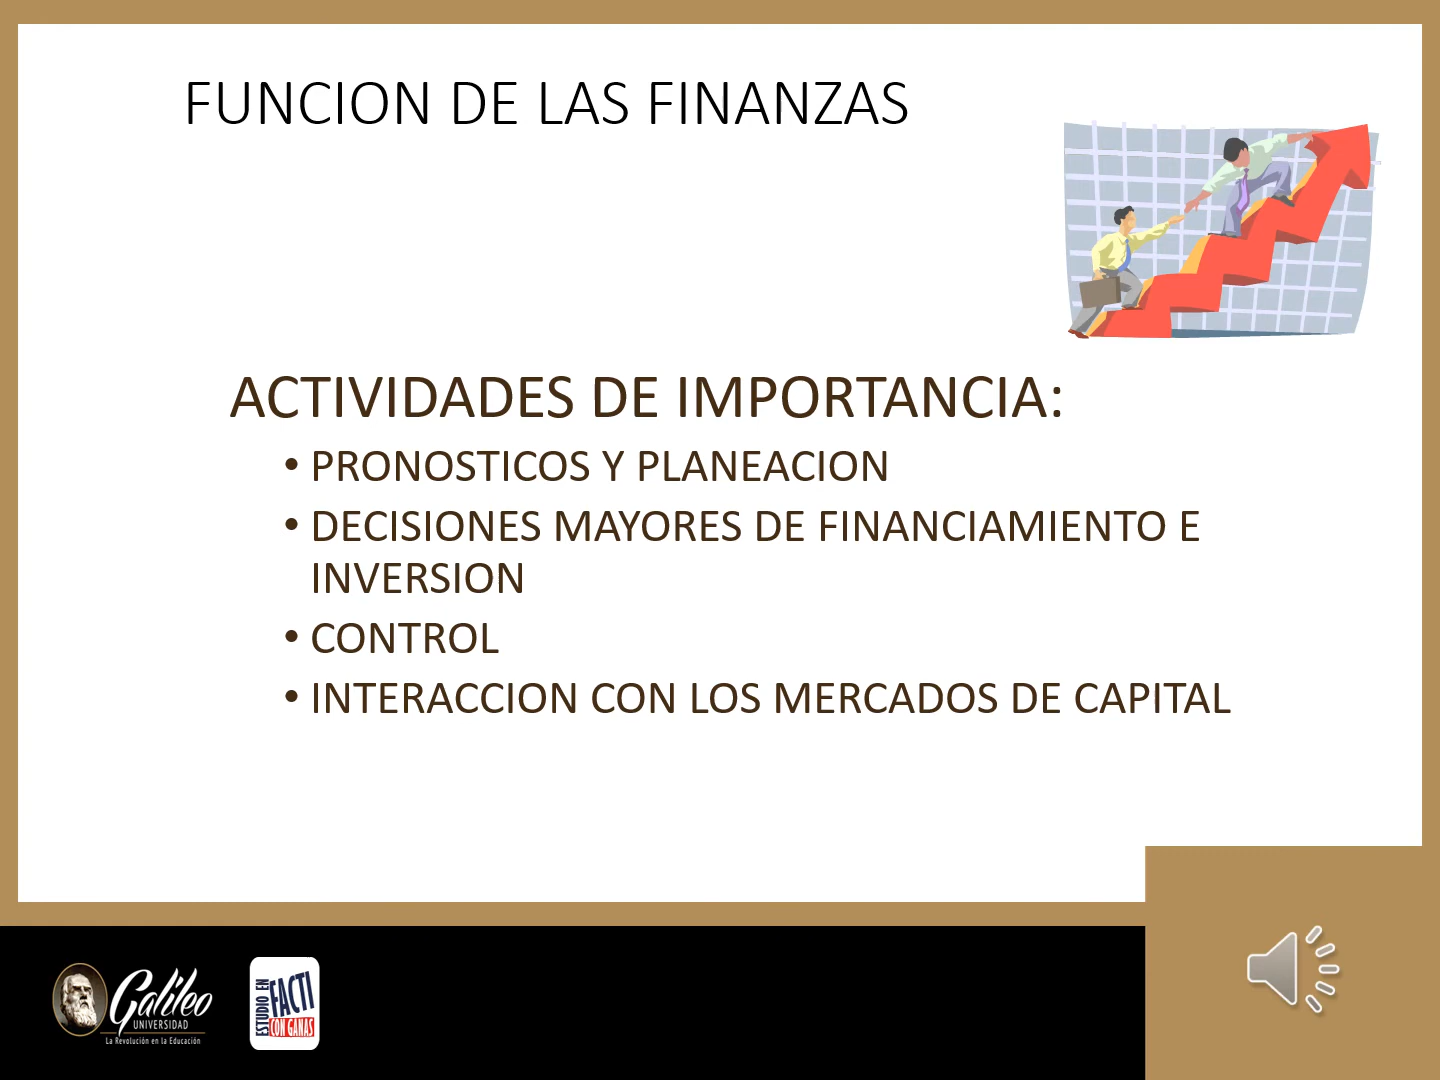 FUNCION DE LAS FINANZAS
ACTIVIDADES DE IMPORTANCIA:
• PRONOSTICOS Y PLANEACION
• DECISIONES MAYORES DE FINANCIAMIENTO E
INVERSION
• CONTROL
• INTERACCION CON LOS MERCADOS DE CAPITAL
Galileo
UNIVERSIDAD
La Revolución en la Educación
ESTUDIO EN
FACTI
CON GANAS